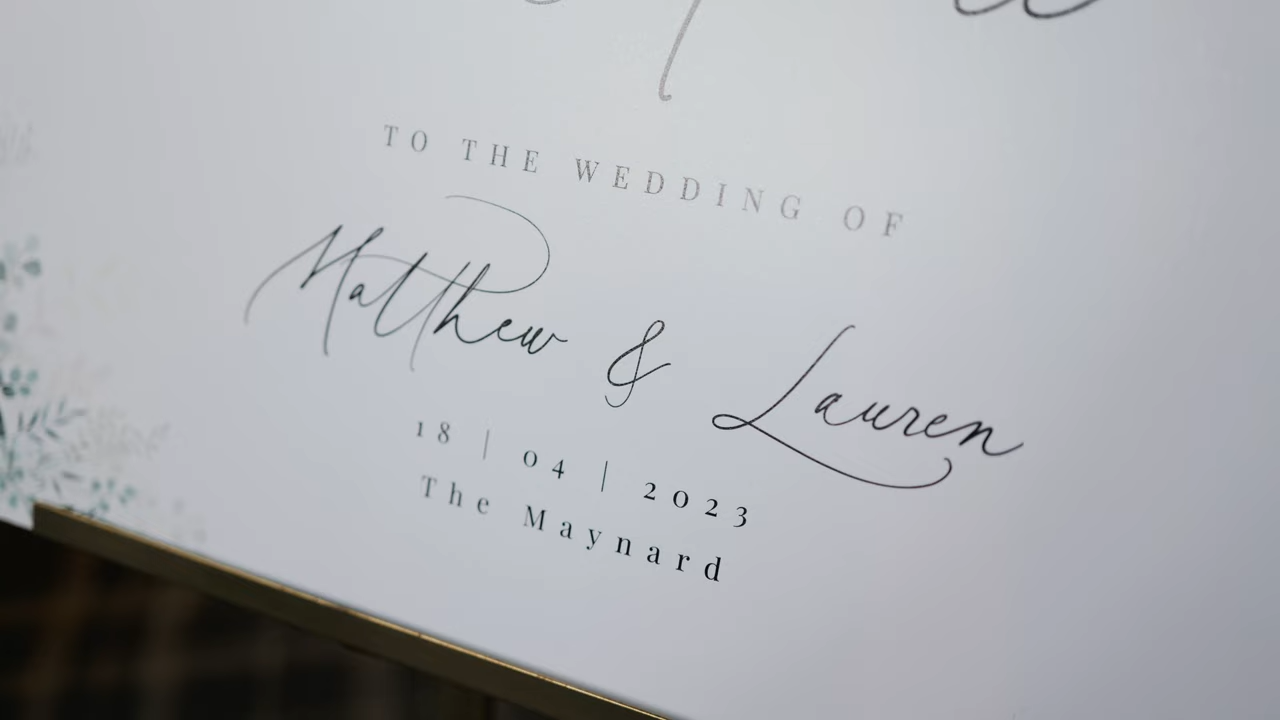 TO THE WEDDING OF
Matthew & Lauren
18 | 04 | 2023
The Maynard